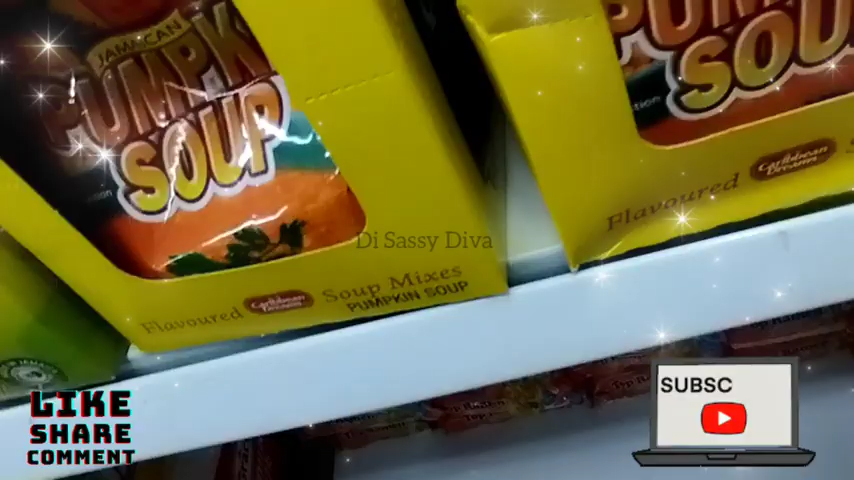 JAMAICAN
PUMPK
SOUP
Flavoured
Caribbean
Dreams
Soup Mixes
PUMPKIN SOUP
PUM
SOU
Flavoured
Caribbean
Dreams
Di Sassy Diva
LIKE
SHARE
COMMENT
SUBSC